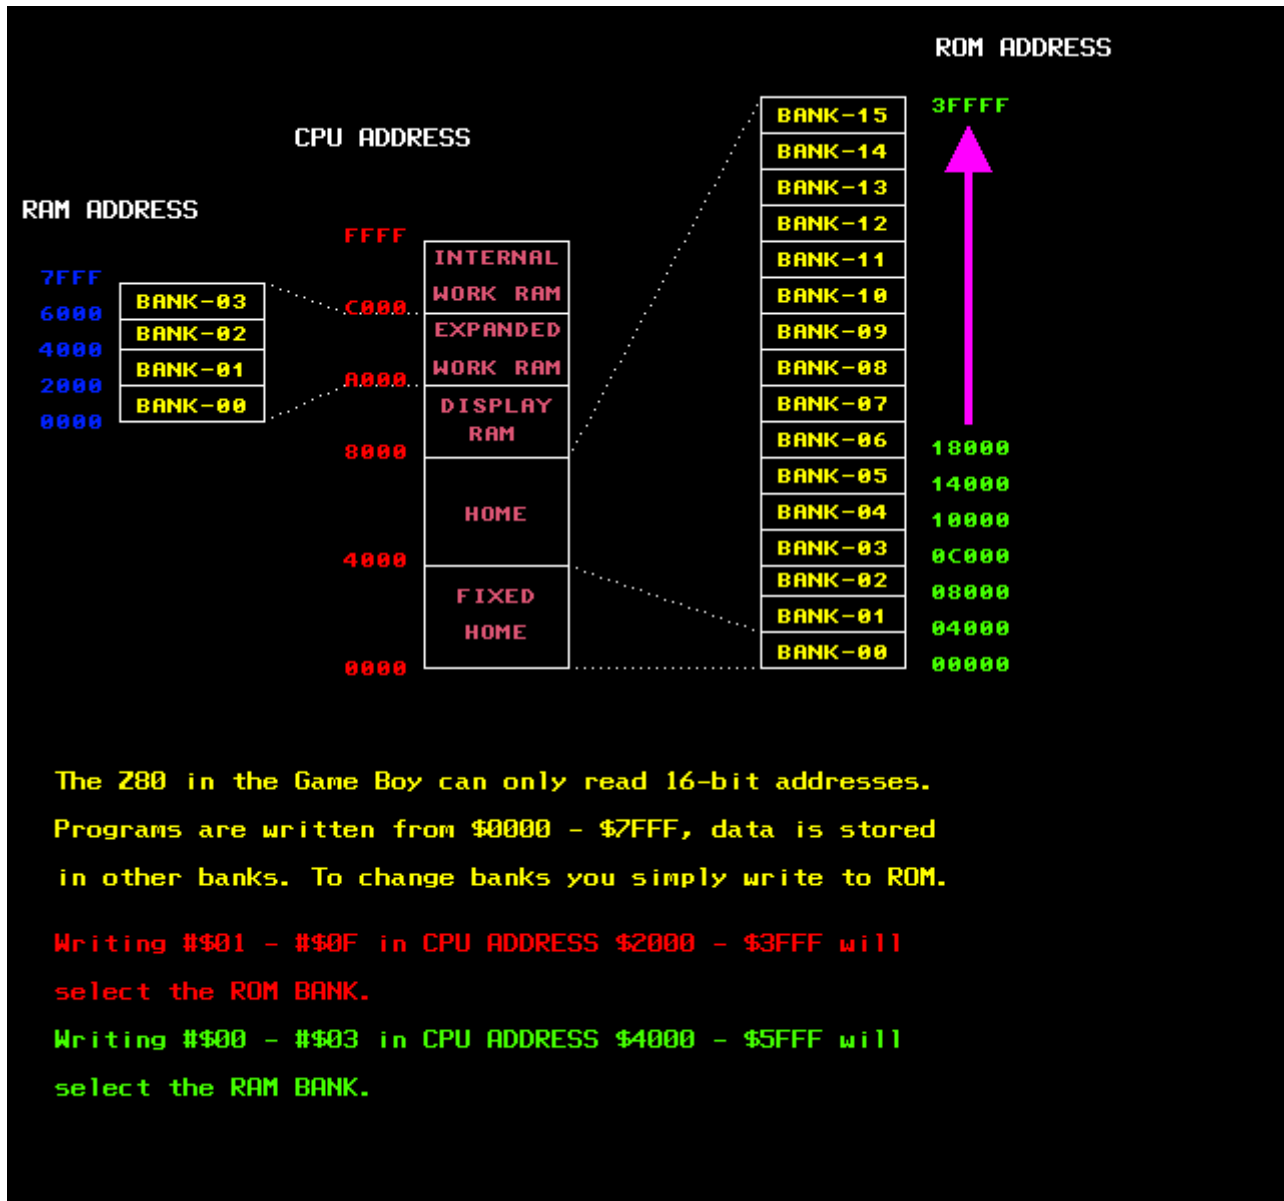 ROM ADDRESS
CPU ADDRESS
RAM ADDRESS
7FFF
6000
4000
2000
0000
BANK-03
BANK-02
BANK-01
BANK-00
FFFF
C000
A000
8000
4000
0000
INTERNAL
WORK RAM
EXPANDED
WORK RAM
DISPLAY
RAM
HOME
FIXED
HOME
BANK-15
BANK-14
BANK-13
BANK-12
BANK-11
BANK-10
BANK-09
BANK-08
BANK-07
BANK-06
BANK-05
BANK-04
BANK-03
BANK-02
BANK-01
BANK-00
3FFFF
18000
14000
10000
0C000
08000
04000
00000
The Z80 in the Game Boy can only read 16-bit addresses.
Programs are written from $0000 - $7FFF, data is stored
in other banks. To change banks you simply write to ROM.
Writing #$01 - #$0F in CPU ADDRESS $2000 - $3FFF will
select the ROM BANK.
Writing #$00 - #$03 in CPU ADDRESS $4000 - $5FFF will
select the RAM BANK.